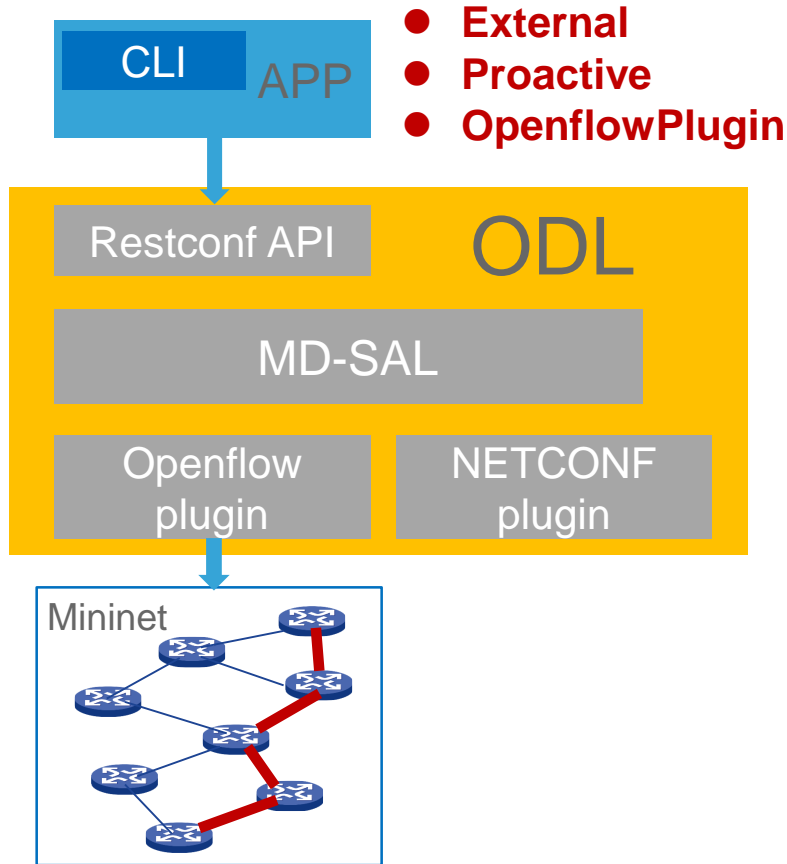 CLI
APP
External
Proactive
OpenflowPlugin
Restconf API
ODL
MD-SAL
Openflow
plugin
NETCONF
plugin
Mininet